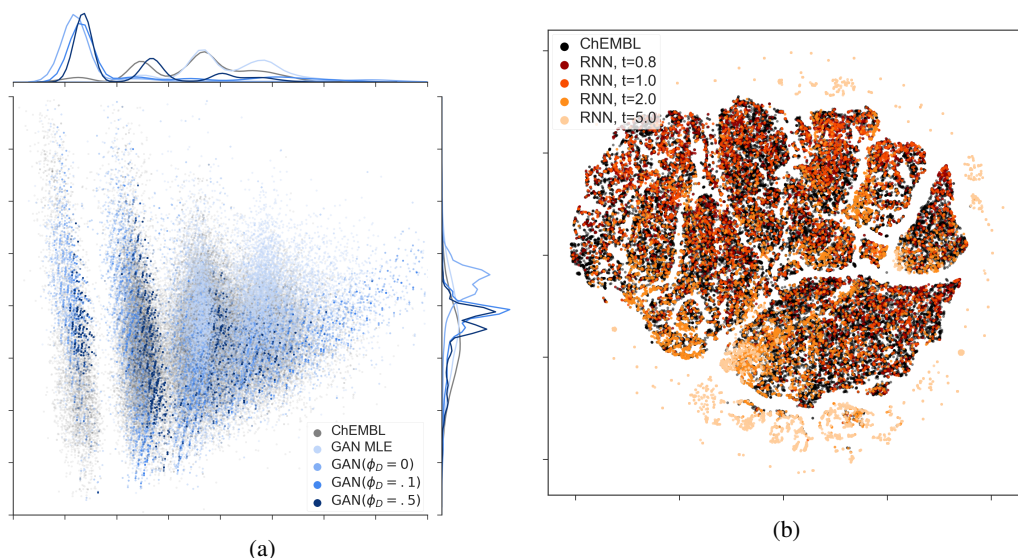 ChEMBL
GAN MLE
GAN(ϕ_D = 0)
GAN(ϕ_D = .1)
GAN(ϕ_D = .5)
(a)
ChEMBL
RNN, t=0.8
RNN, t=1.0
RNN, t=2.0
RNN, t=5.0
(b)